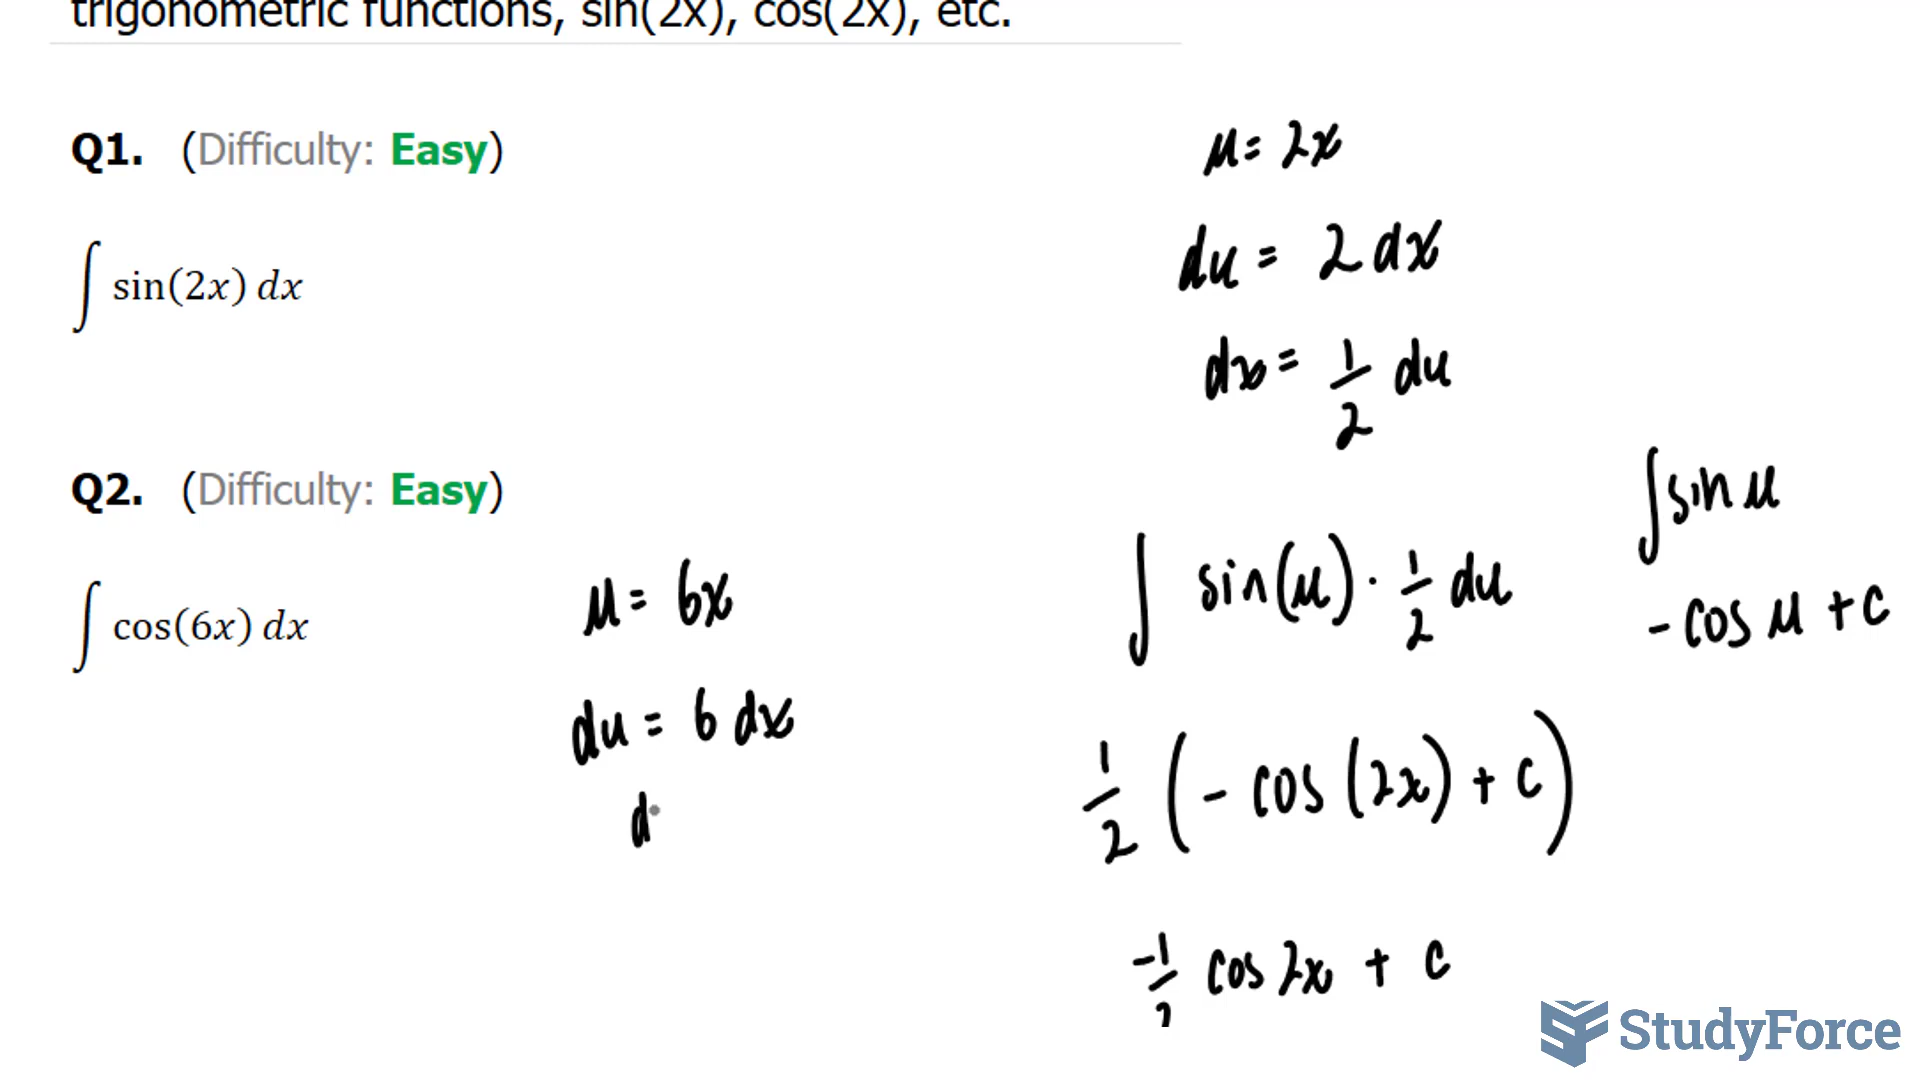 trigonometric functions, sin(2x), cos(2x), etc.
Q1. (Difficulty: Easy)
∫ sin(2x) dx
Q2. (Difficulty: Easy)
∫ cos(6x) dx
u = 6x
du = 6 dx
d
u = 2x
du = 2 dx
dx = 1/2 du
∫ sin(u) · 1/2 du
∫ sin u
- cos u + c
1/2 (- cos (2x) + c)
-1/2 cos 2x + c
StudyForce